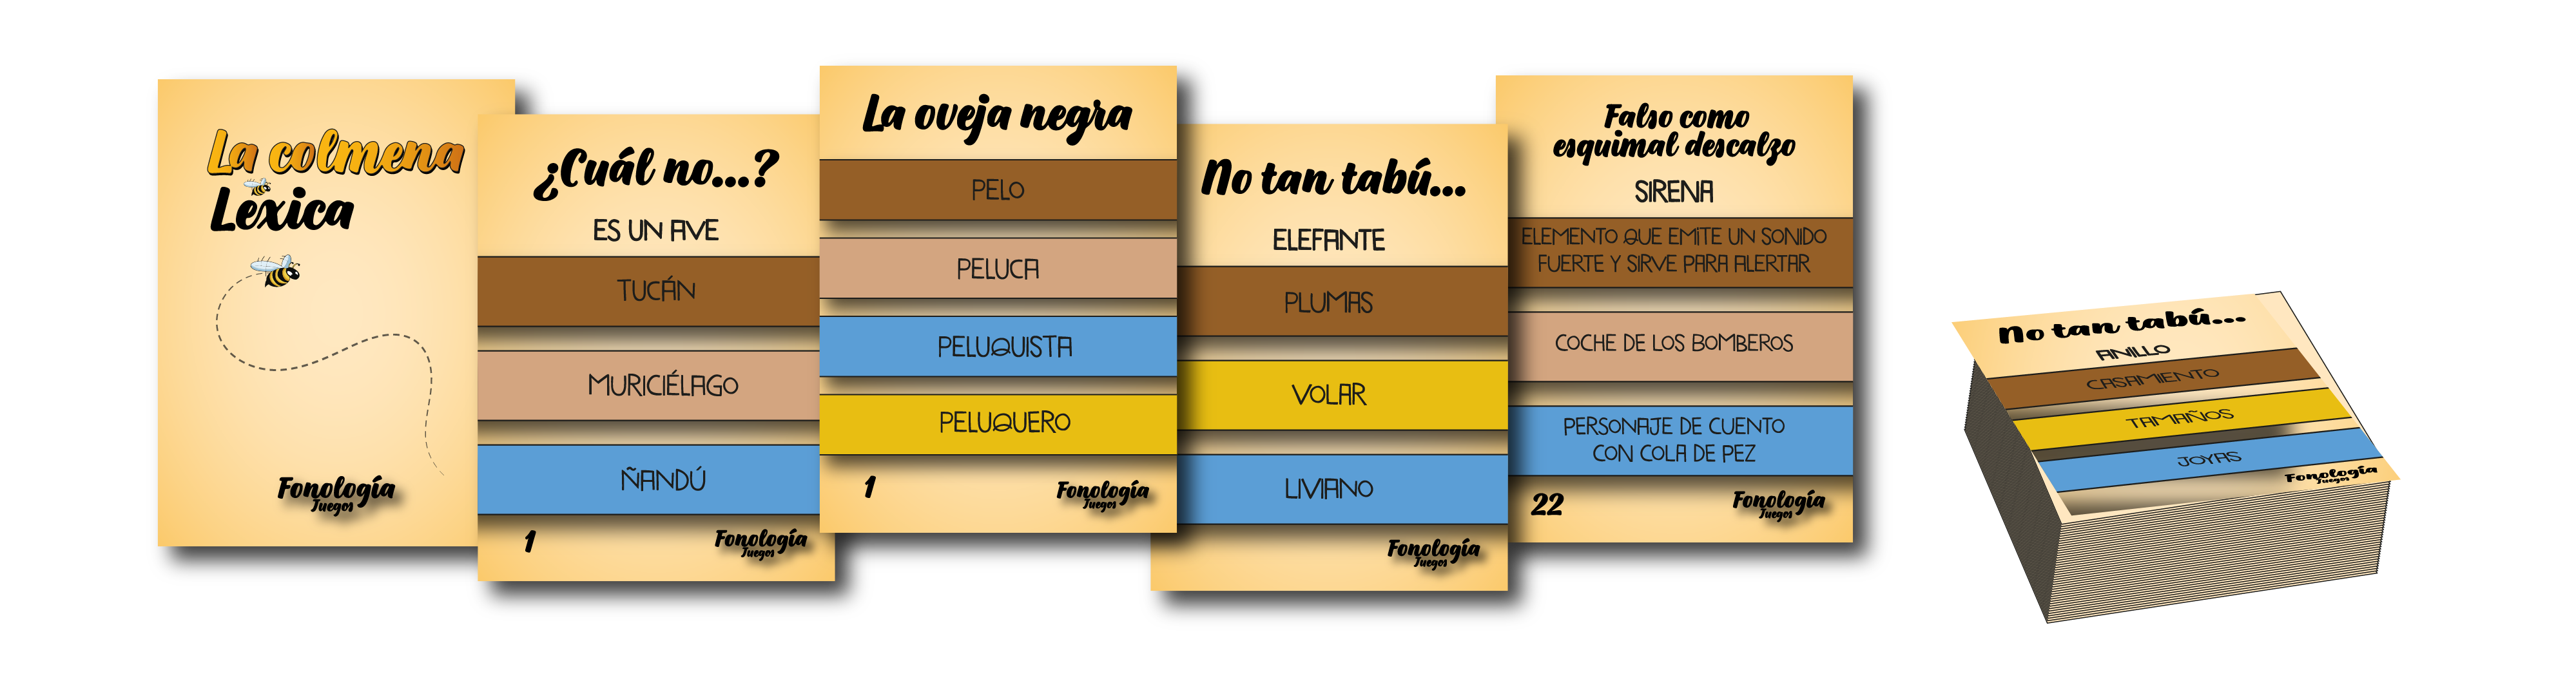 La colmena
Léxica
Fonología
Juegos
¿Cuál no...?
ES UN AVE
TUCÁN
MURICIÉLAGO
ÑANDÚ
1
Fonología
Juegos
La oveja negra
PELO
PELUCA
PELUQUISTA
PELUQUERO
1
Fonología
Juegos
No tan tabú...
ELEFANTE
PLUMAS
VOLAR
LIVIANO
Fonología
Juegos
Falso como
esquimal descalzo
SIRENA
ELEMENTO QUE EMITE UN SONIDO
FUERTE Y SIRVE PARA ALERTAR
COCHE DE LOS BOMBEROS
PERSONAJE DE CUENTO
CON COLA DE PEZ
22
Fonología
Juegos
No tan tabú...
ANILLO
CASAMIENTO
TAMAÑOS
JOYAS
Fonología
Juegos